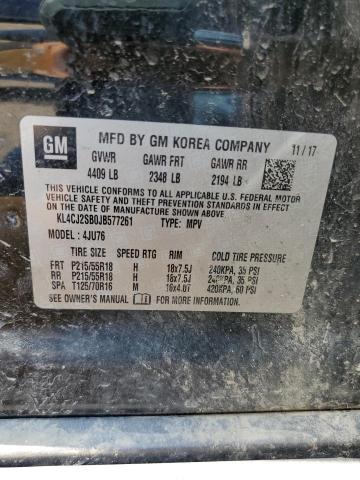 GM
MFD BY GM KOREA COMPANY 11/17
GVWR GAWR FRT GAWR RR
4409 LB 2348 LB 2194 LB
THIS VEHICLE CONFORMS TO ALL APPLICABLE U.S. FEDERAL MOTOR
VEHICLE SAFETY AND THEFT PREVENTION STANDARDS IN EFFECT
ON THE DATE OF MANUFACTURE SHOWN ABOVE.
KL4CJ2SB0JB577261 TYPE: MPV
MODEL: 4JU76
TIRE SIZE SPEED RTG RIM COLD TIRE PRESSURE
FRT P215/55R18 H 18x7.5J 240KPA, 35 PSI
RR P215/55R18 H 18x7.5J 240KPA, 35 PSI
SPA T125/70R16 M 16x4.0T 420KPA, 60 PSI
SEE OWNER'S MANUAL FOR MORE INFORMATION